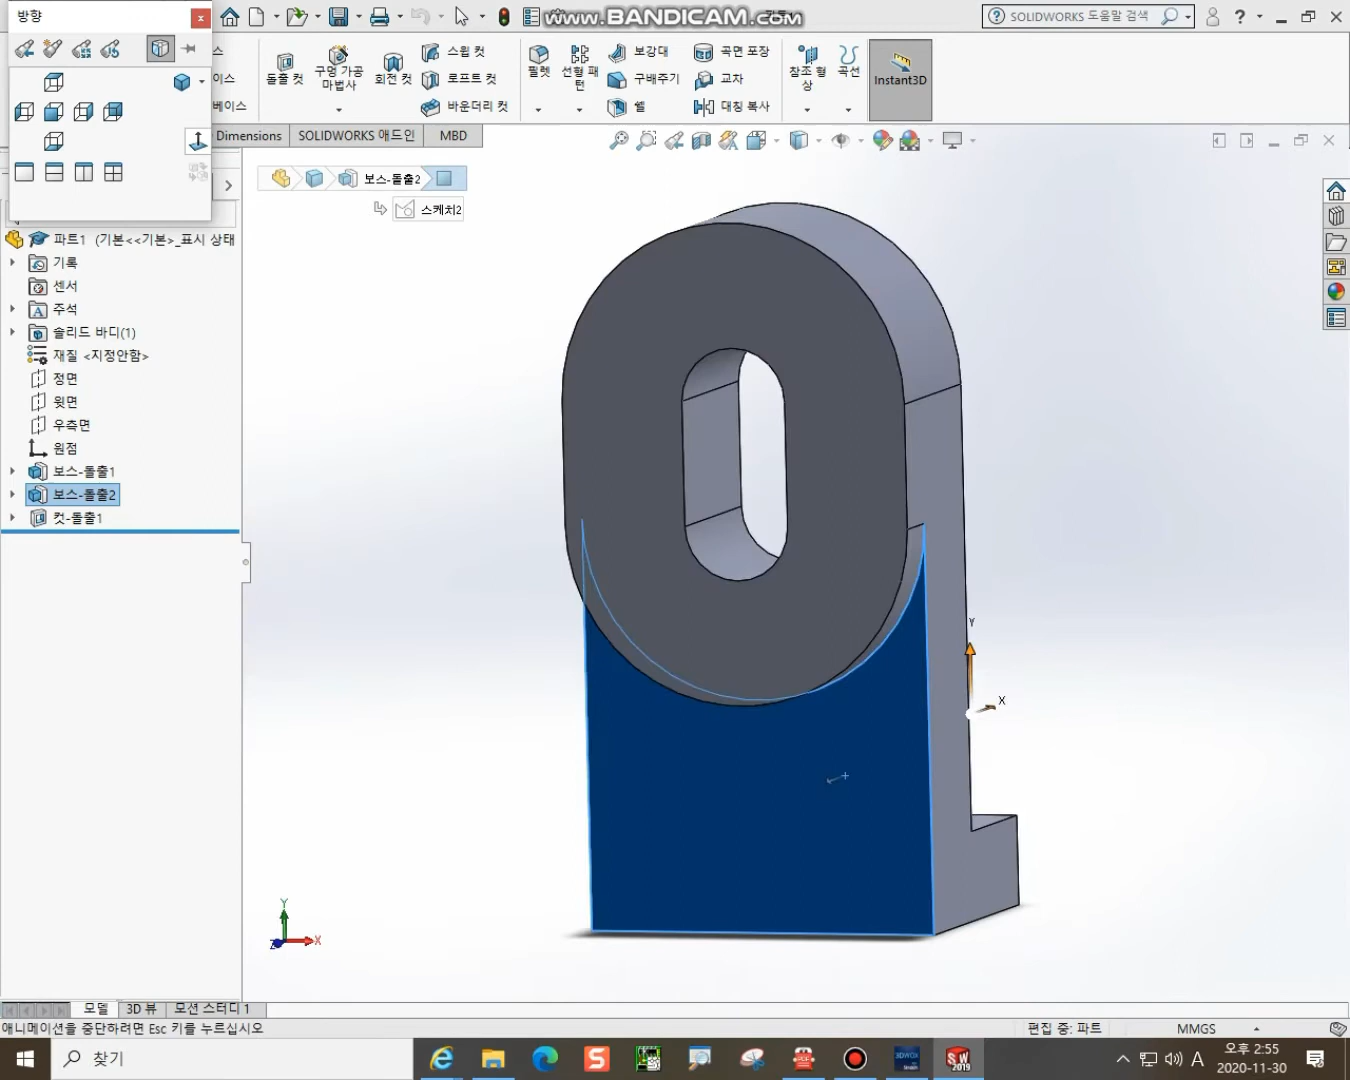 방향
www.BANDICAM.com
SOLIDWORKS 도움말 검색
?
돌출 컷
구멍 가공 마법사
회전 컷
스윕 컷
로프트 컷
바운더리 컷
필렛
선형 패턴
보강대
구배주기
쉘
곡면 포장
교차
대칭 복사
참조 형상
곡선
Instant3D
스
이스
베이스
Dimensions
SOLIDWORKS 애드인
MBD
보스-돌출2
스케치2
파트1 (기본<<기본>_표시 상태
기록
센서
주석
솔리드 바디(1)
재질 <지정안함>
정면
윗면
우측면
원점
보스-돌출1
보스-돌출2
컷-돌출1
Y
X
Y
X
Z
모델
3D 뷰
모션 스터디 1
애니메이션을 중단하려면 Esc 키를 누르십시오
편집 중: 파트
MMGS
찾기
A
오후 2:55
2020-11-30